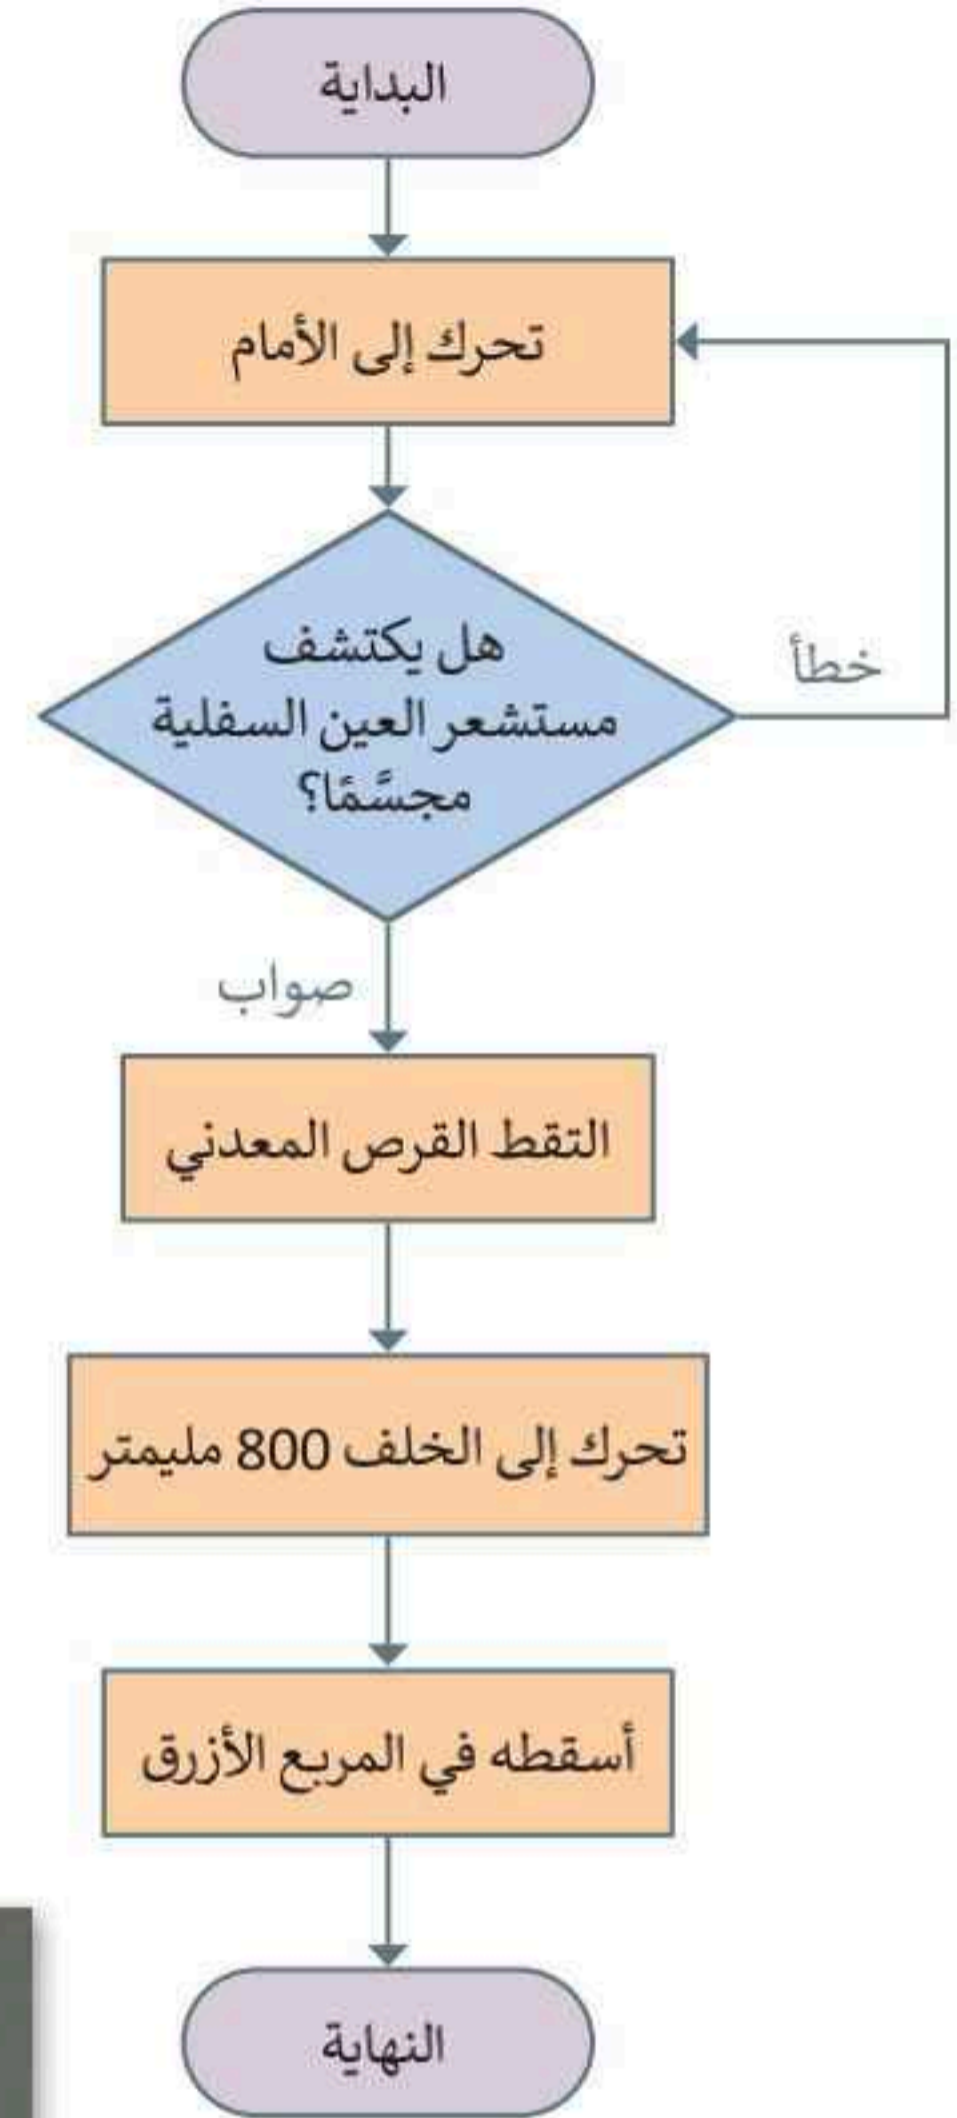 البداية
تحرك إلى الأمام
هل يكتشف
مستشعر العين السفلية
مجسَّمًا؟
خطأ
صواب
التقط القرص المعدني
تحرك إلى الخلف 800 مليمتر
أسقطه في المربع الأزرق
النهاية